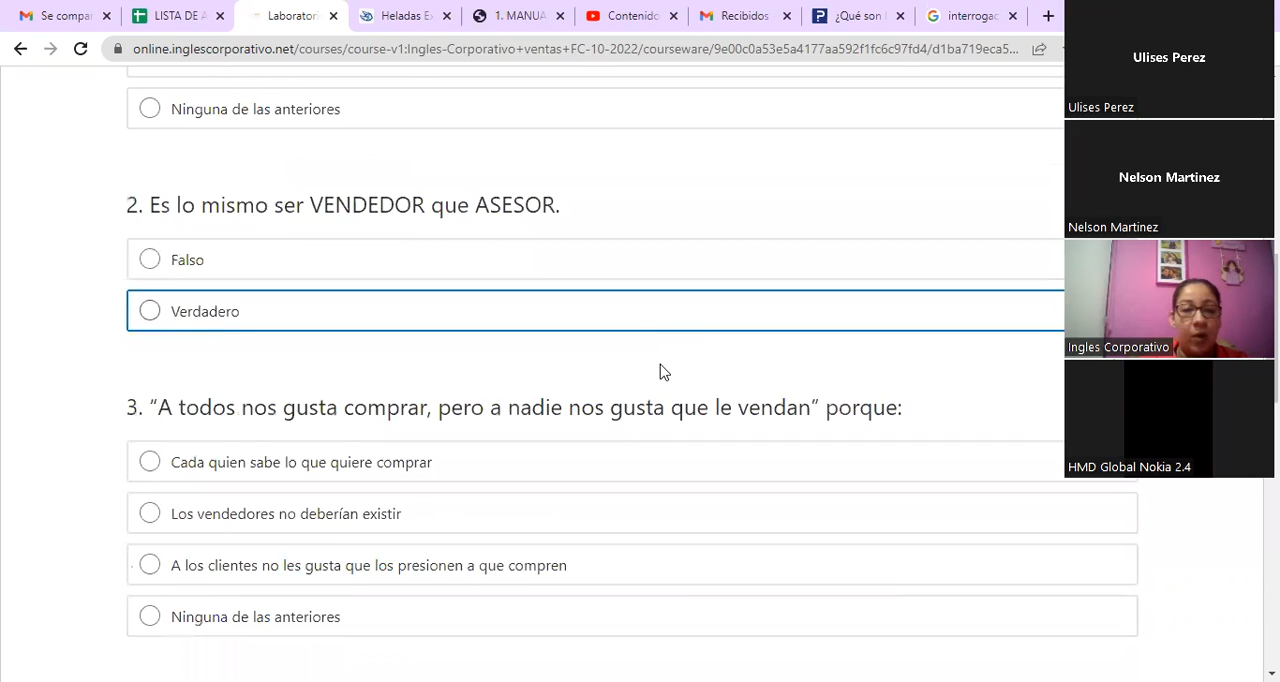 Se compar
LISTA DE A
Laboratori
Heladas Ex
1. MANUA
Contenido
Recibidos
¿Qué son l
interrogac
online.inglescorporativo.net/courses/course-v1:Ingles-Corporativo+ventas+FC-10-2022/courseware/9e00c0a53e5a4177aa592f1fc6c97fd4/d1ba719eca5...
Ninguna de las anteriores
2. Es lo mismo ser VENDEDOR que ASESOR.
Falso
Verdadero
3. “A todos nos gusta comprar, pero a nadie nos gusta que le vendan” porque:
Cada quien sabe lo que quiere comprar
Los vendedores no deberían existir
A los clientes no les gusta que los presionen a que compren
Ninguna de las anteriores
Ulises Perez
Ulises Perez
Nelson Martinez
Nelson Martinez
Ingles Corporativo
HMD Global Nokia 2.4